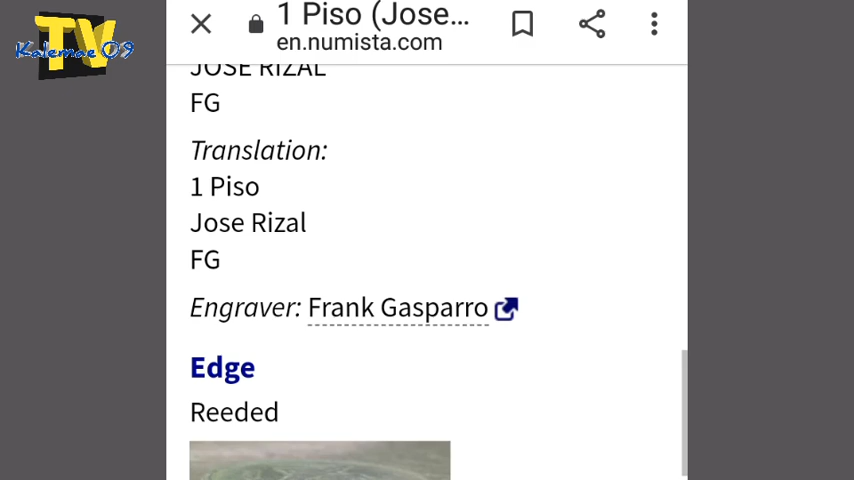 TV
Kalemae 09
1 Piso (Jose...
en.numista.com
JOSE RIZAL
FG
Translation:
1 Piso
Jose Rizal
FG
Engraver: Frank Gasparro
Edge
Reeded